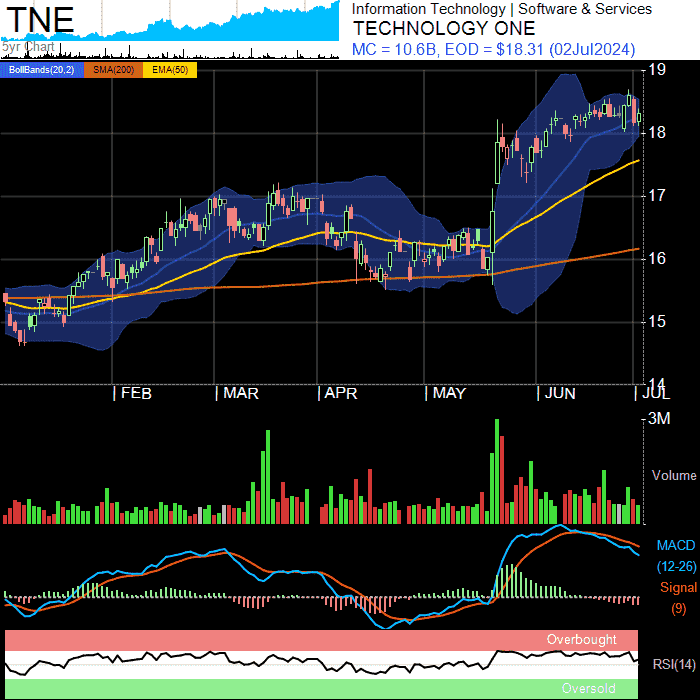 TNE
5yr Chart
Information Technology | Software & Services
TECHNOLOGY ONE
MC = 10.6B, EOD = $18.31 (02Jul2024)
BollBands(20,2) SMA(200) EMA(50)
19
18
17
16
15
14
| FEB | MAR | APR | MAY | JUN | JUL
3M
Volume
MACD
(12-26)
Signal
(9)
Overbought
RSI(14)
Oversold